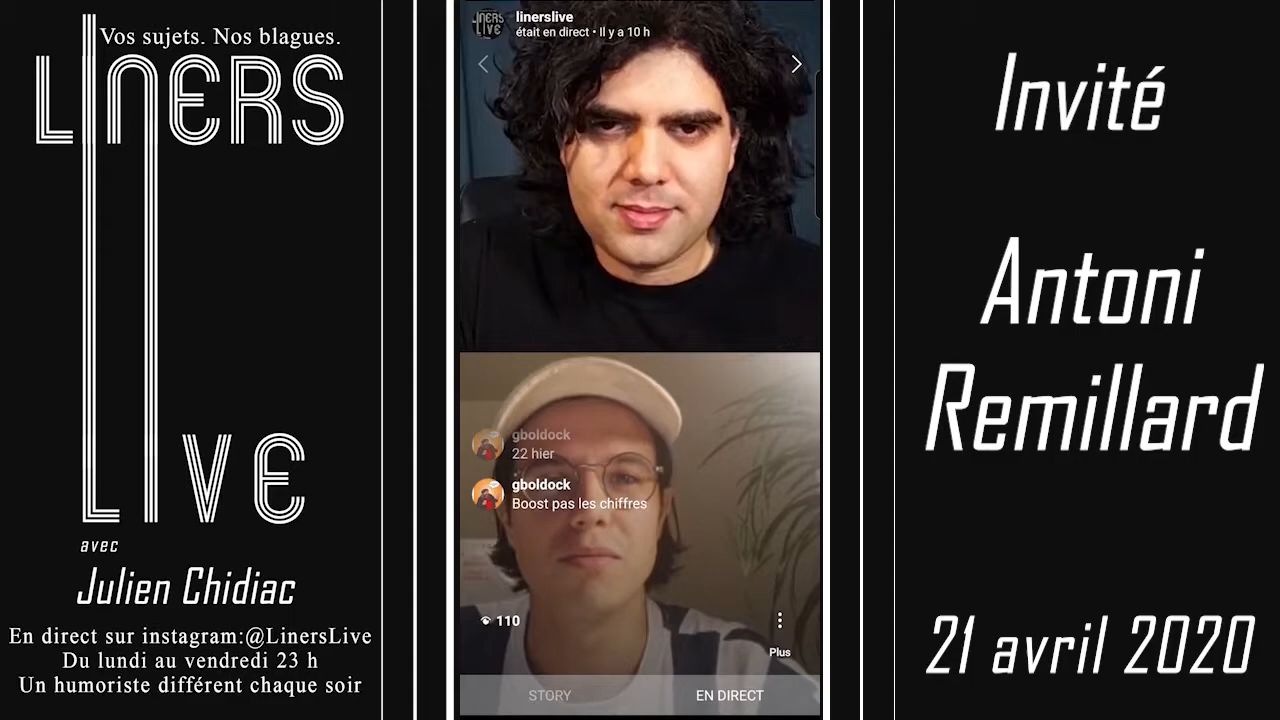 Vos sujets. Nos blagues.
LINERS
LIVE
avec
Julien Chidiac
En direct sur instagram:@LinersLive
Du lundi au vendredi 23 h
Un humoriste différent chaque soir
LINERS
LIVE
linerslive
était en direct • Il y a 10 h
gboldock
22 hier
gboldock
Boost pas les chiffres
110
Plus
STORY
EN DIRECT
Invité
Antoni
Remillard
21 avril 2020